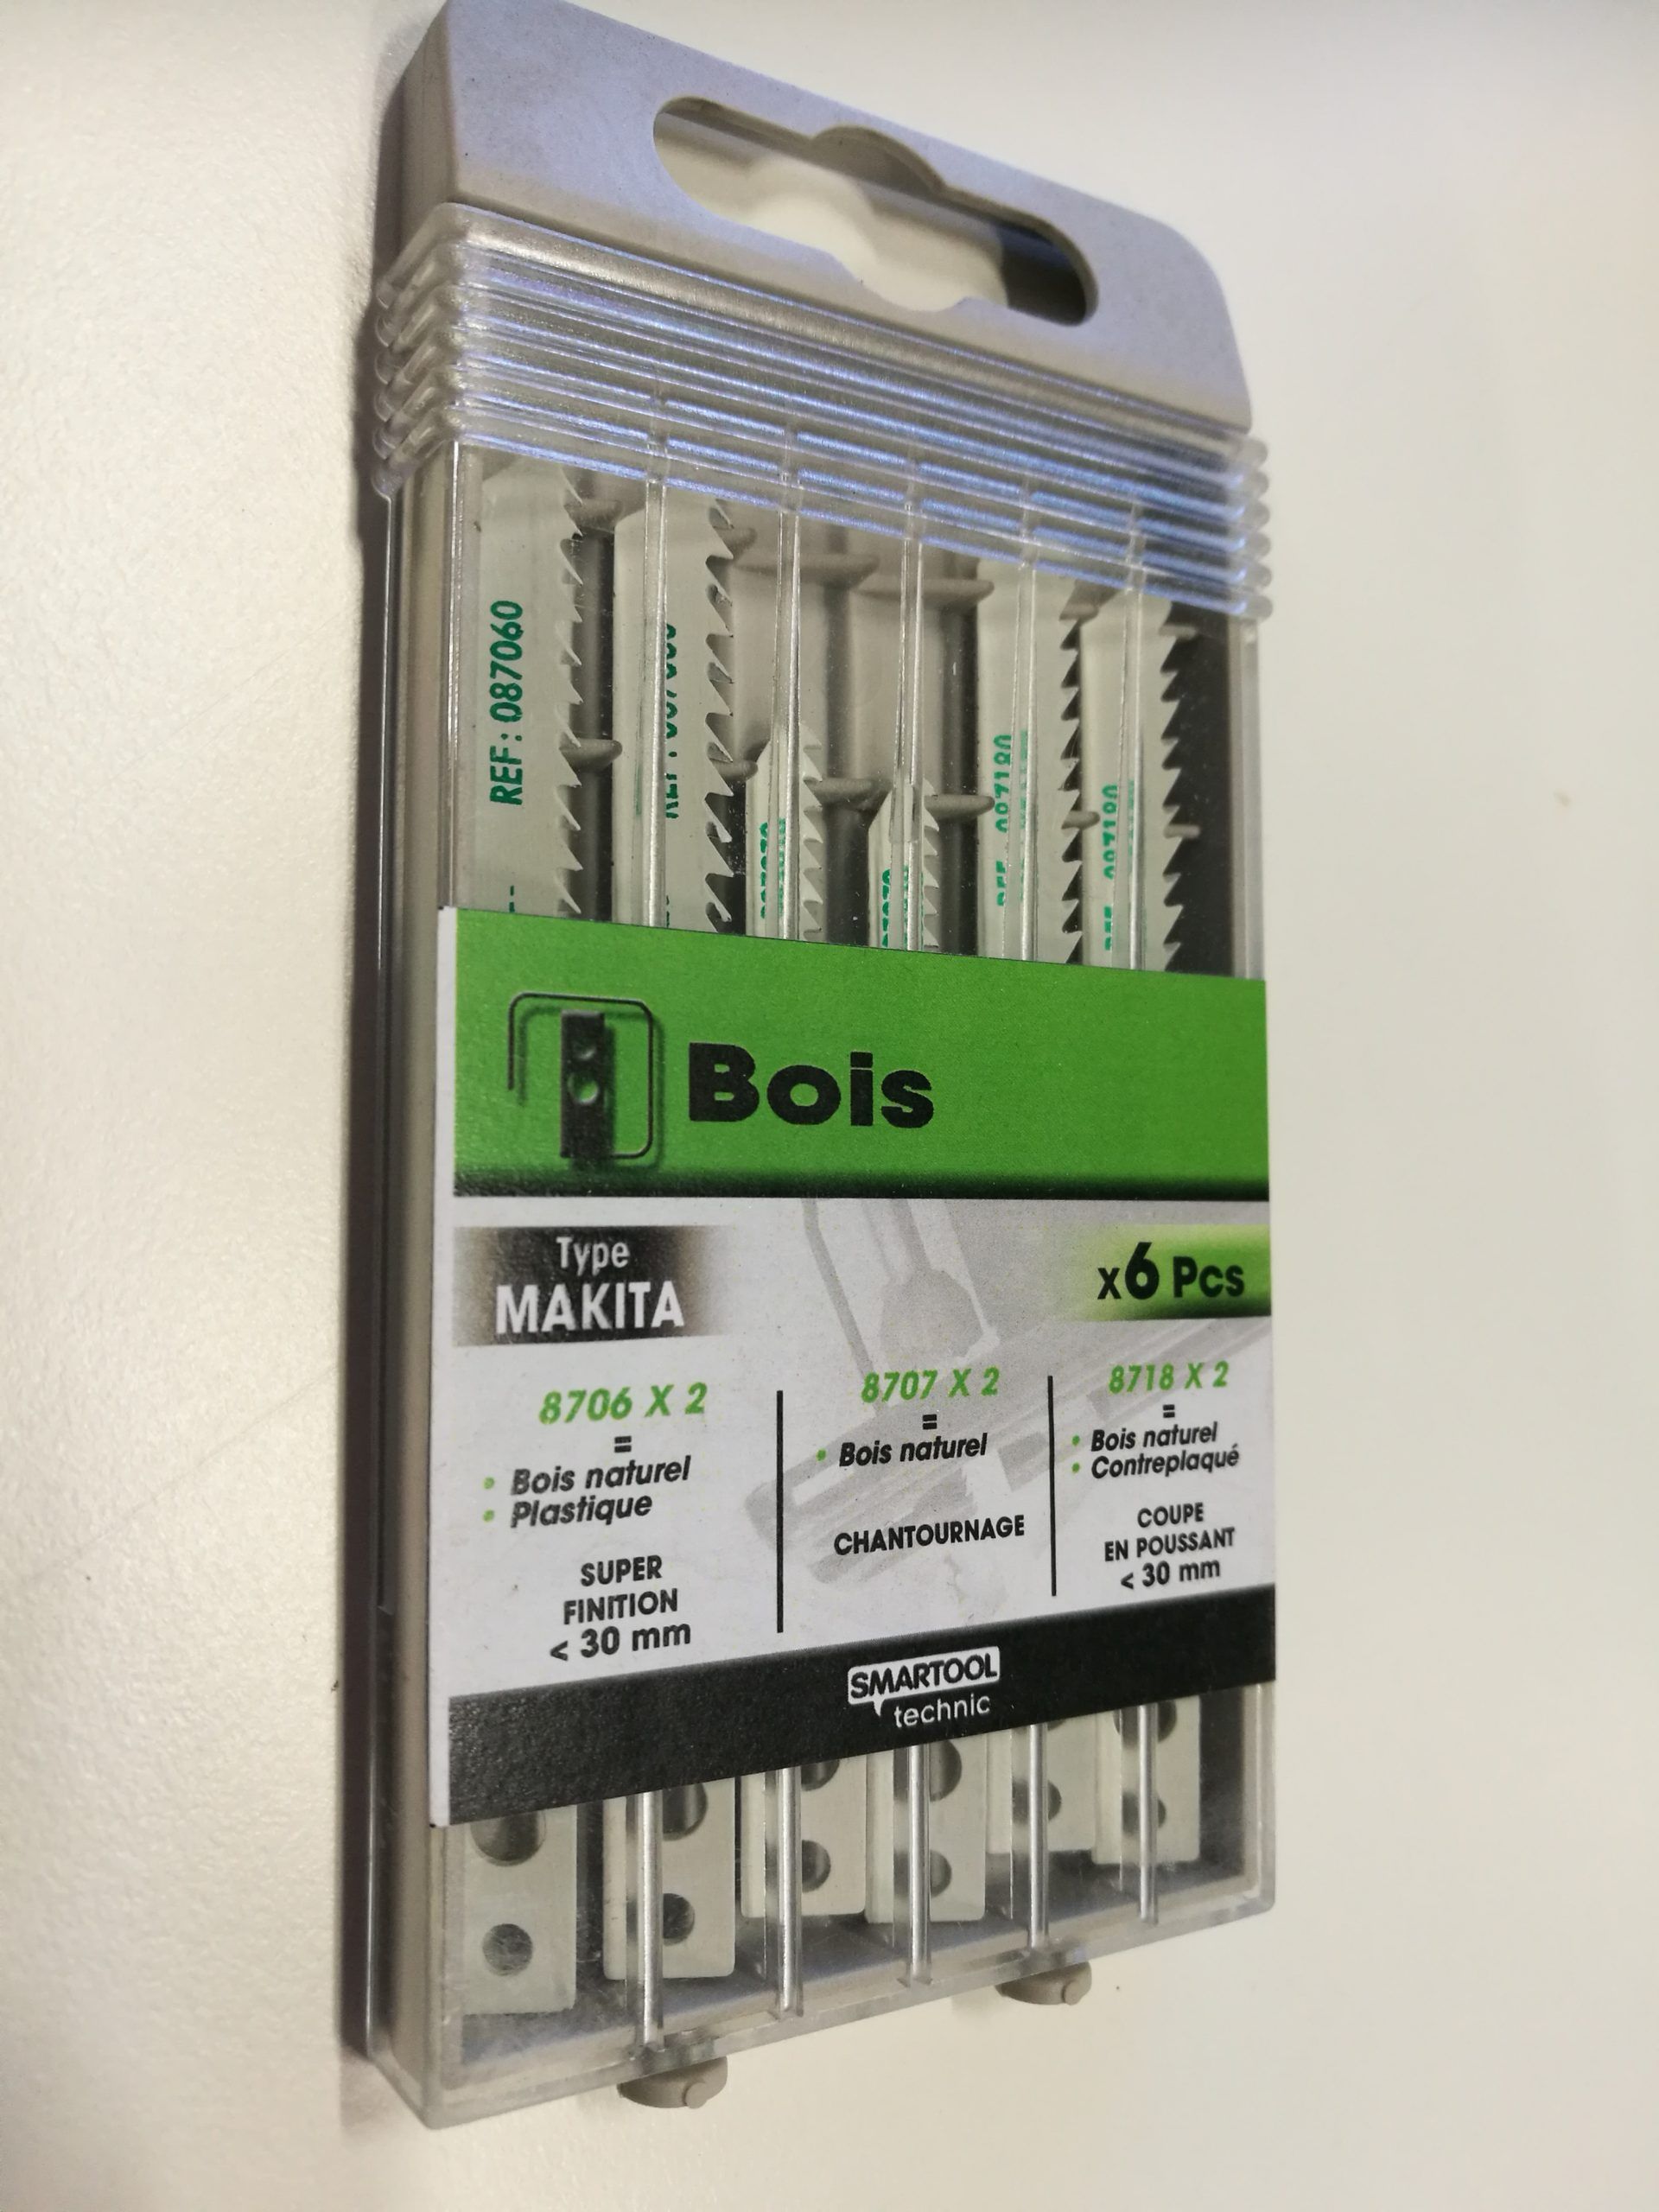 REF: 087060
087180
Bois
Type
MAKITA
x6 Pcs
8706 X 2
=
• Bois naturel
• Plastique
SUPER
FINITION
< 30 mm
8707 X 2
=
• Bois naturel
CHANTOURNAGE
8718 X 2
=
• Bois naturel
• Contreplaqué
COUPE
EN POUSSANT
< 30 mm
SMARTOOL
technic